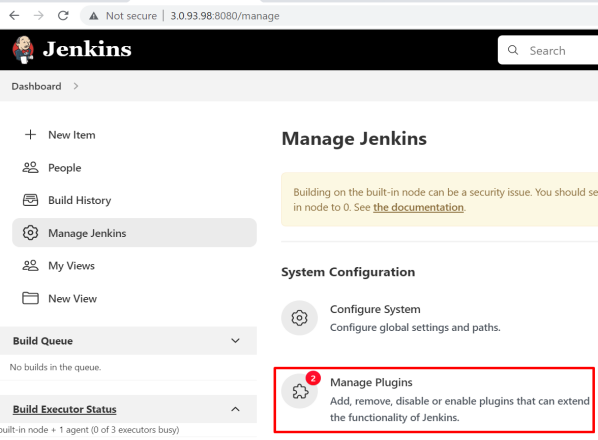 Not secure | 3.0.93.98:8080/manage
Jenkins
Search
Dashboard
New Item
People
Build History
Manage Jenkins
My Views
New View
Build Queue
No builds in the queue.
Build Executor Status
built-in node + 1 agent (0 of 3 executors busy)
Manage Jenkins
Building on the built-in node can be a security issue. You should se
in node to 0. See the documentation.
System Configuration
Configure System
Configure global settings and paths.
2
Manage Plugins
Add, remove, disable or enable plugins that can extend
the functionality of Jenkins.